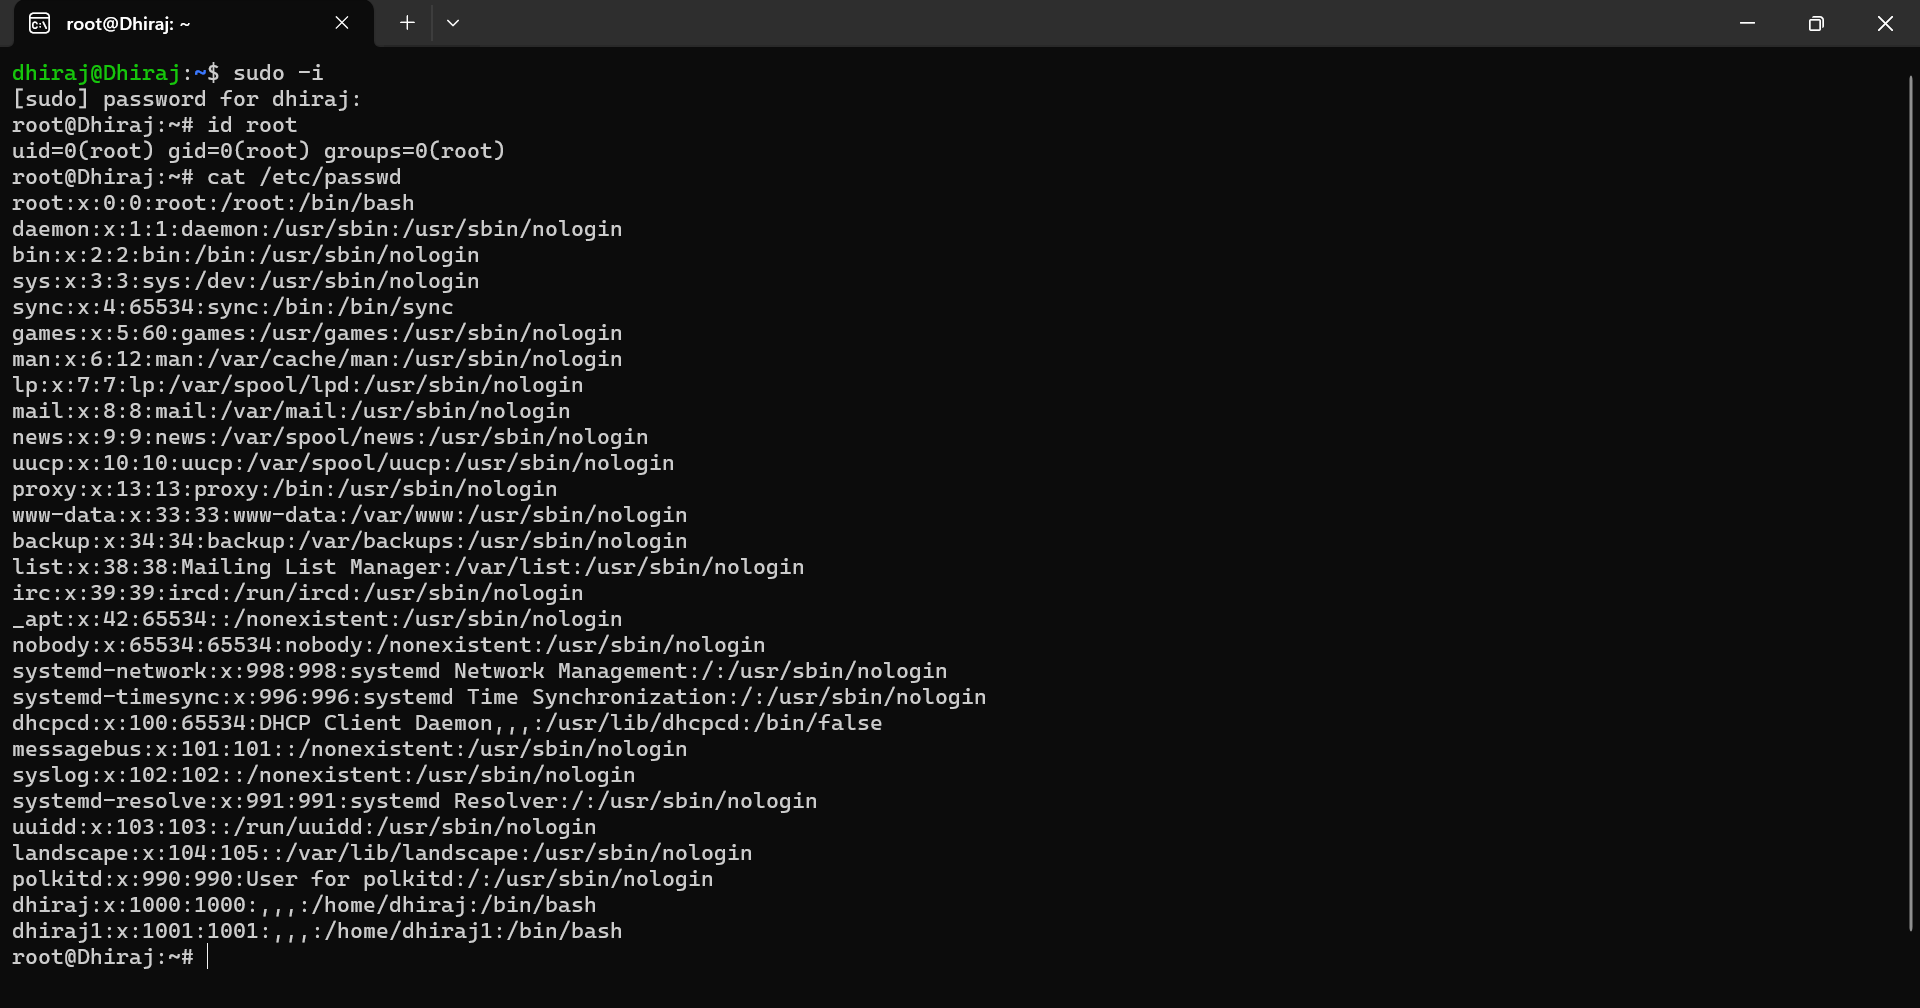 root@Dhiraj: ~
dhiraj@Dhiraj:~$ sudo -i
[sudo] password for dhiraj:
root@Dhiraj:~# id root
uid=0(root) gid=0(root) groups=0(root)
root@Dhiraj:~# cat /etc/passwd
root:x:0:0:root:/root:/bin/bash
daemon:x:1:1:daemon:/usr/sbin:/usr/sbin/nologin
bin:x:2:2:bin:/bin:/usr/sbin/nologin
sys:x:3:3:sys:/dev:/usr/sbin/nologin
sync:x:4:65534:sync:/bin:/bin/sync
games:x:5:60:games:/usr/games:/usr/sbin/nologin
man:x:6:12:man:/var/cache/man:/usr/sbin/nologin
lp:x:7:7:lp:/var/spool/lpd:/usr/sbin/nologin
mail:x:8:8:mail:/var/mail:/usr/sbin/nologin
news:x:9:9:news:/var/spool/news:/usr/sbin/nologin
uucp:x:10:10:uucp:/var/spool/uucp:/usr/sbin/nologin
proxy:x:13:13:proxy:/bin:/usr/sbin/nologin
www-data:x:33:33:www-data:/var/www:/usr/sbin/nologin
backup:x:34:34:backup:/var/backups:/usr/sbin/nologin
list:x:38:38:Mailing List Manager:/var/list:/usr/sbin/nologin
irc:x:39:39:ircd:/run/ircd:/usr/sbin/nologin
_apt:x:42:65534::/nonexistent:/usr/sbin/nologin
nobody:x:65534:65534:nobody:/nonexistent:/usr/sbin/nologin
systemd-network:x:998:998:systemd Network Management:/:/usr/sbin/nologin
systemd-timesync:x:996:996:systemd Time Synchronization:/:/usr/sbin/nologin
dhcpcd:x:100:65534:DHCP Client Daemon,,,:/usr/lib/dhcpcd:/bin/false
messagebus:x:101:101::/nonexistent:/usr/sbin/nologin
syslog:x:102:102::/nonexistent:/usr/sbin/nologin
systemd-resolve:x:991:991:systemd Resolver:/:/usr/sbin/nologin
uuidd:x:103:103::/run/uuidd:/usr/sbin/nologin
landscape:x:104:105::/var/lib/landscape:/usr/sbin/nologin
polkitd:x:990:990:User for polkitd:/:/usr/sbin/nologin
dhiraj:x:1000:1000:,,,:/home/dhiraj:/bin/bash
dhiraj1:x:1001:1001:,,,:/home/dhiraj1:/bin/bash
root@Dhiraj:~#